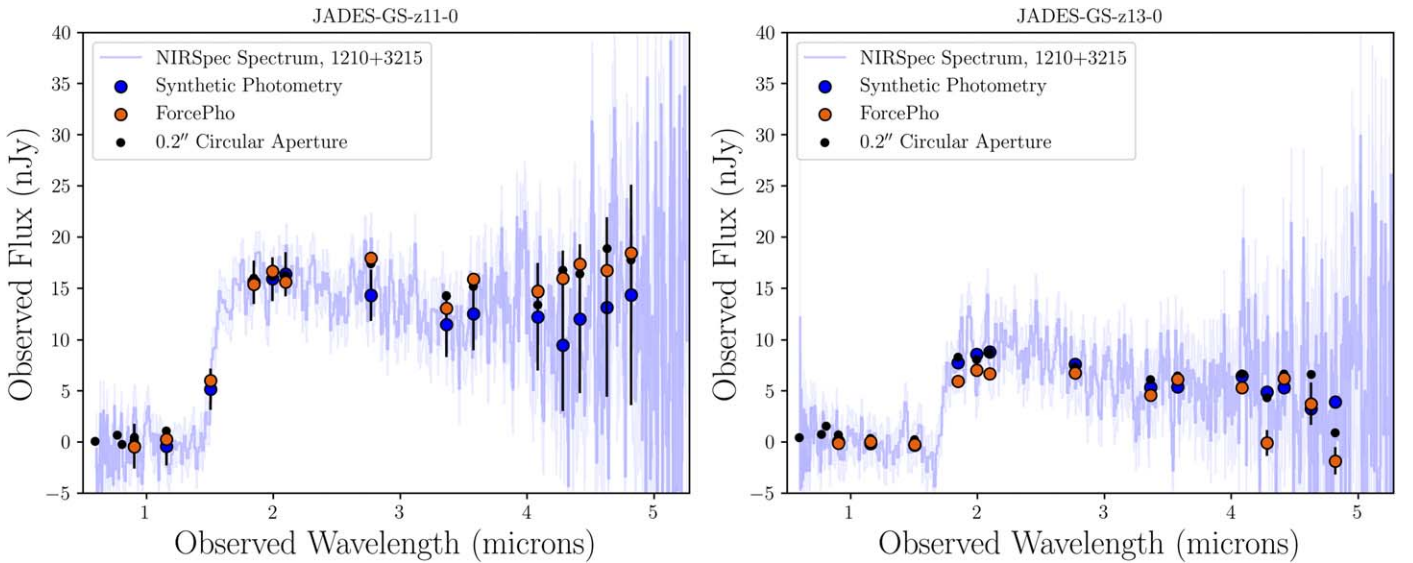 JADES-GS-z11-0
40
35
30
25
20
15
10
5
0
−5
Observed Flux (nJy)
NIRSpec Spectrum, 1210+3215
Synthetic Photometry
ForcePho
0.2″ Circular Aperture
1 2 3 4 5
Observed Wavelength (microns)
JADES-GS-z13-0
40
35
30
25
20
15
10
5
0
−5
Observed Flux (nJy)
NIRSpec Spectrum, 1210+3215
Synthetic Photometry
ForcePho
0.2″ Circular Aperture
1 2 3 4 5
Observed Wavelength (microns)